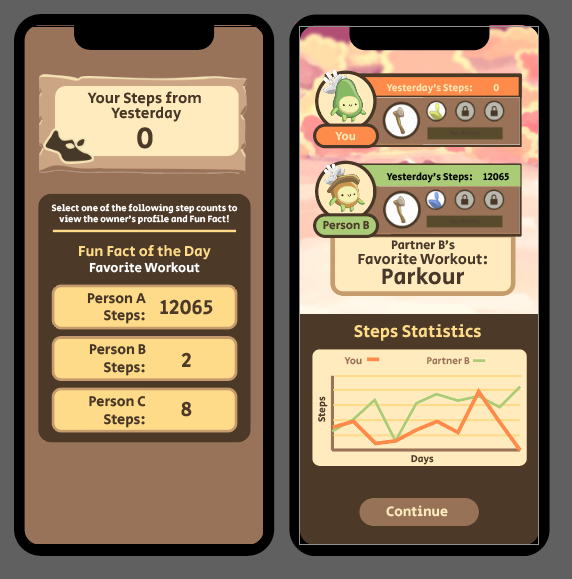 Your Steps from
Yesterday
0
Select one of the following step counts to
view the owner's profile and Fun Fact!
Fun Fact of the Day
Favorite Workout
Person A
Steps:
12065
Person B
Steps:
2
Person C
Steps:
8
Yesterday's Steps: 0
You
Yesterday's Steps: 12065
Person B
Partner B's
Favorite Workout:
Parkour
Steps Statistics
You
Partner B
Steps
Days
Continue